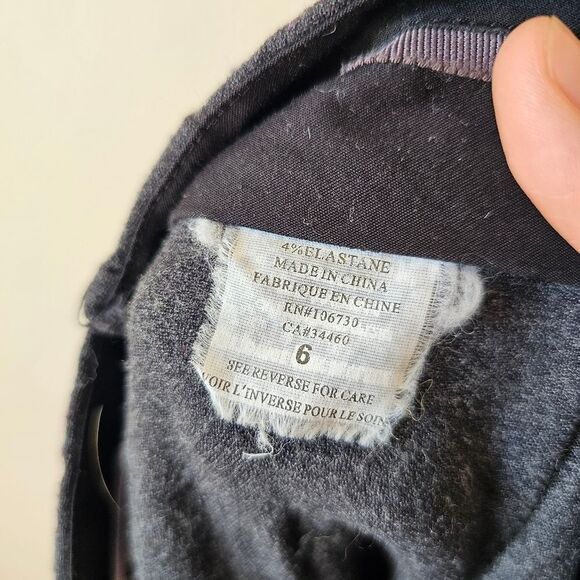 4% ELASTANE
MADE IN CHINA
FABRIQUE EN CHINE
RN#106730
CA#34460
6
SEE REVERSE FOR CARE
VOIR L'INVERSE POUR LE SOIN